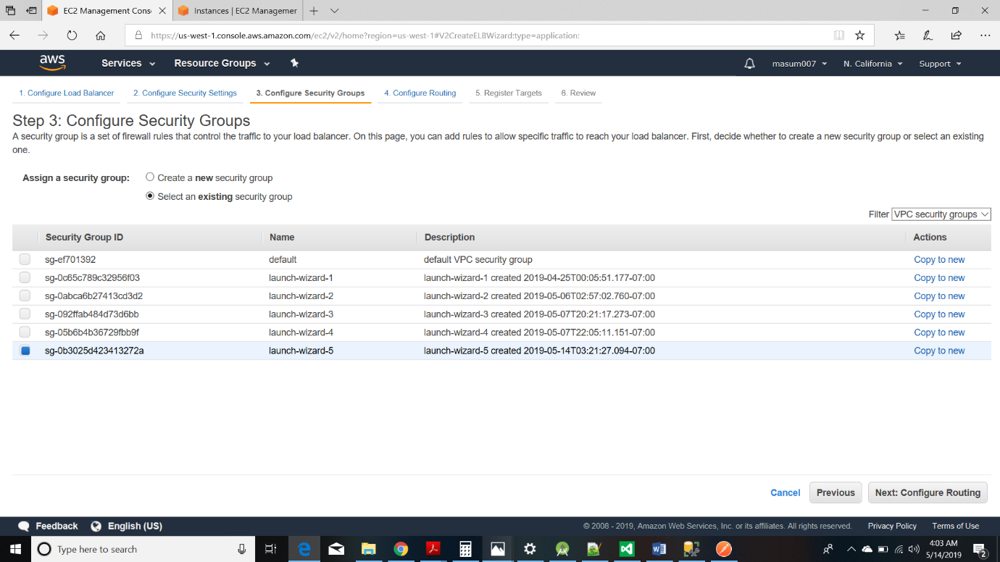 EC2 Management Cons
Instances | EC2 Managemer
https://us-west-1.console.aws.amazon.com/ec2/v2/home?region=us-west-1#V2CreateELBWizard:type=application:
aws
Services
Resource Groups
masum007
N. California
Support
1. Configure Load Balancer
2. Configure Security Settings
3. Configure Security Groups
4. Configure Routing
5. Register Targets
6. Review
Step 3: Configure Security Groups
A security group is a set of firewall rules that control the traffic to your load balancer. On this page, you can add rules to allow specific traffic to reach your load balancer. First, decide whether to create a new security group or select an existing
one.
Assign a security group:
Create a new security group
Select an existing security group
Filter VPC security groups
Security Group ID Name Description Actions
sg-ef701392 default default VPC security group Copy to new
sg-0c65c789c32956f03 launch-wizard-1 launch-wizard-1 created 2019-04-25T00:05:51.177-07:00 Copy to new
sg-0abca6b27413cd3d2 launch-wizard-2 launch-wizard-2 created 2019-05-06T02:57:02.760-07:00 Copy to new
sg-092ffab484d73d6bb launch-wizard-3 launch-wizard-3 created 2019-05-07T20:21:17.273-07:00 Copy to new
sg-05b6b4b36729fbb9f launch-wizard-4 launch-wizard-4 created 2019-05-07T22:05:11.151-07:00 Copy to new
sg-0b3025d423413272a launch-wizard-5 launch-wizard-5 created 2019-05-14T03:21:27.094-07:00 Copy to new
Cancel
Previous
Next: Configure Routing
Feedback
English (US)
© 2008 - 2019, Amazon Web Services, Inc. or its affiliates. All rights reserved.
Privacy Policy
Terms of Use
Type here to search
4:03 AM
5/14/2019
2